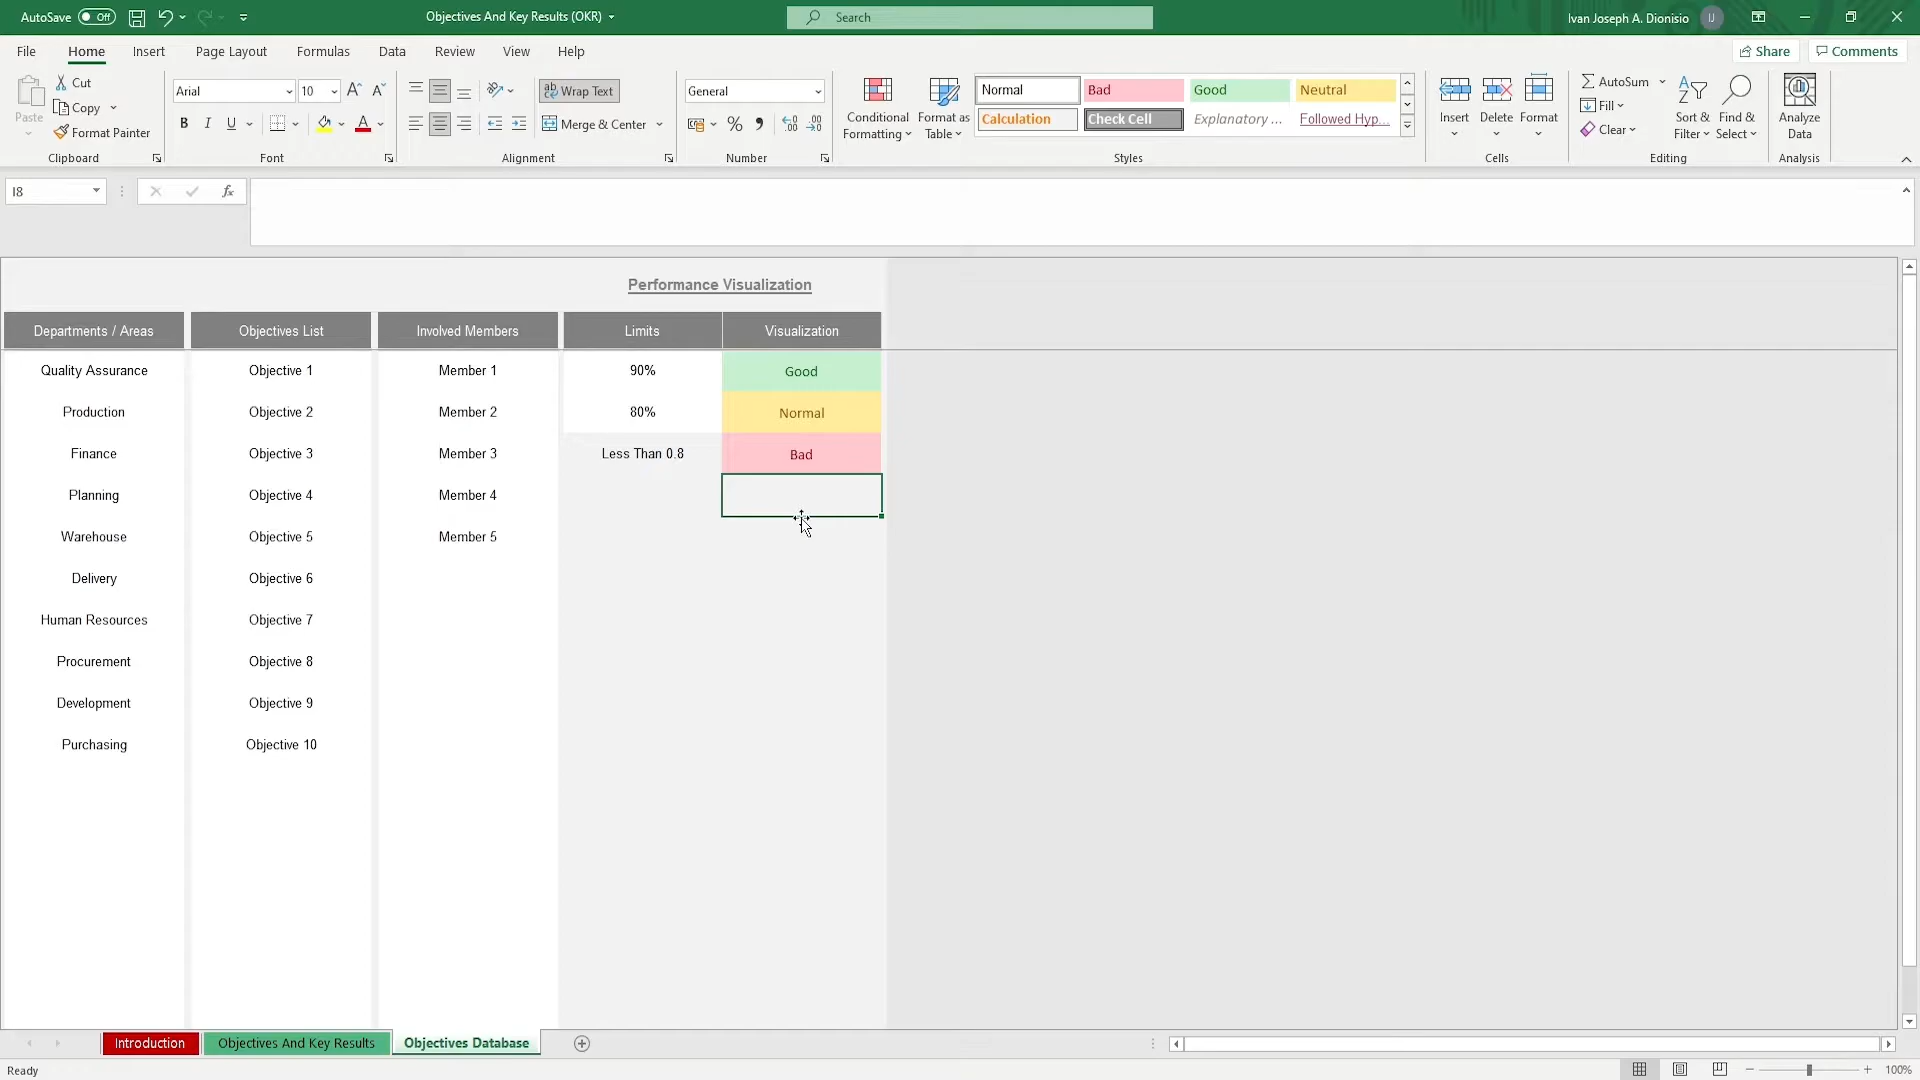 AutoSave Off Objectives And Key Results (OKR) Search Ivan Joseph A. Dionisio IJ
File Home Insert Page Layout Formulas Data Review View Help Share Comments
Paste Cut Copy Format Painter Clipboard
Arial 10 B I U A A Font
ab Wrap Text Merge & Center Alignment
General % Number
Conditional Formatting Format as Table
Normal Bad Good Neutral
Calculation Check Cell Explanatory ... Followed Hyp...
Styles
Insert Delete Format Cells
AutoSum Fill Clear Sort & Filter Find & Select Editing
Analyze Data Analysis
I8 fx
Performance Visualization
Departments / Areas Objectives List Involved Members Limits Visualization
Quality Assurance Objective 1 Member 1 90% Good
Production Objective 2 Member 2 80% Normal
Finance Objective 3 Member 3 Less Than 0.8 Bad
Planning Objective 4 Member 4
Warehouse Objective 5 Member 5
Delivery Objective 6
Human Resources Objective 7
Procurement Objective 8
Development Objective 9
Purchasing Objective 10
Introduction Objectives And Key Results Objectives Database
Ready 100%